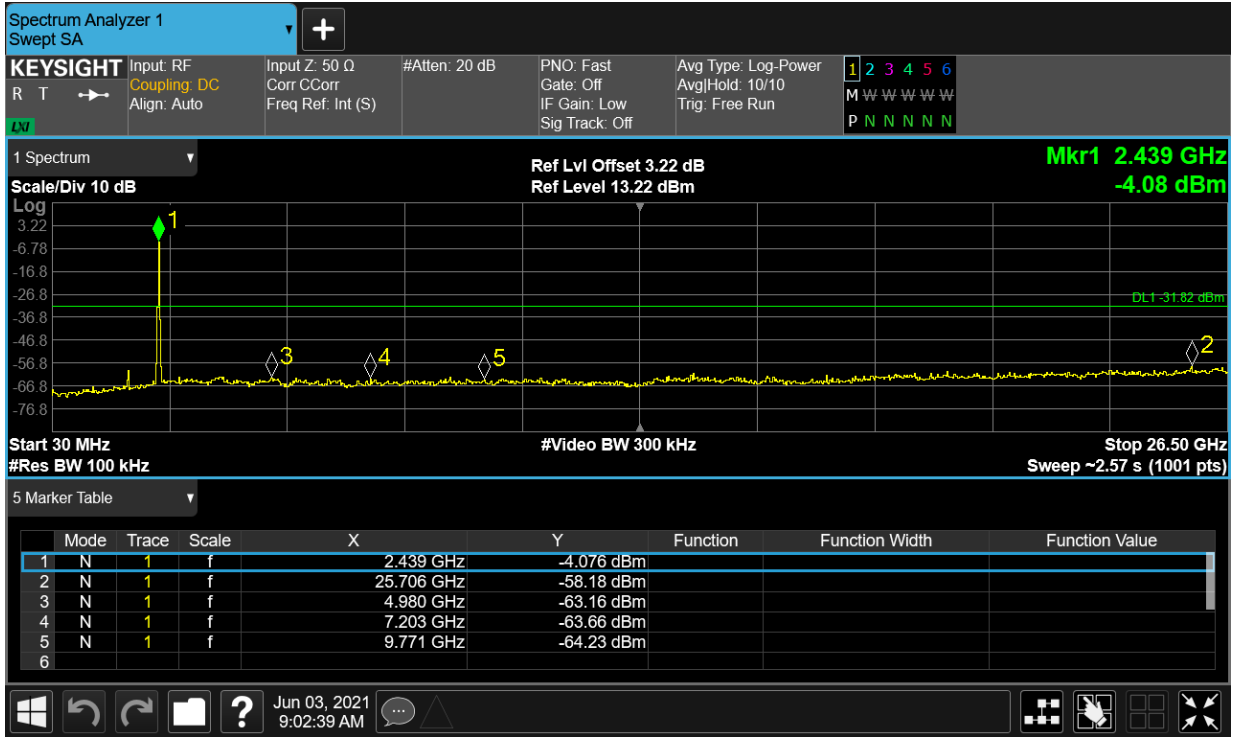 Spectrum Analyzer 1
Swept SA
KEYSIGHT
R T
LXI
Input: RF
Coupling: DC
Align: Auto
Input Z: 50 Ω
Corr CCorr
Freq Ref: Int (S)
#Atten: 20 dB
PNO: Fast
Gate: Off
IF Gain: Low
Sig Track: Off
Avg Type: Log-Power
Avg|Hold: 10/10
Trig: Free Run
1 2 3 4 5 6
M W W W W W
P N N N N N
1 Spectrum
Scale/Div 10 dB
Ref Lvl Offset 3.22 dB
Ref Level 13.22 dBm
Mkr1 2.439 GHz
-4.08 dBm
Log
3.22
-6.78
-16.8
-26.8
-36.8
-46.8
-56.8
-66.8
-76.8
1
DL1 -31.82 dBm
3
4
5
2
Start 30 MHz
#Res BW 100 kHz
#Video BW 300 kHz
Stop 26.50 GHz
Sweep ~2.57 s (1001 pts)
5 Marker Table
Mode Trace Scale X Y Function Function Width Function Value
1 N 1 f 2.439 GHz -4.076 dBm
2 N 1 f 25.706 GHz -58.18 dBm
3 N 1 f 4.980 GHz -63.16 dBm
4 N 1 f 7.203 GHz -63.66 dBm
5 N 1 f 9.771 GHz -64.23 dBm
6
?
Jun 03, 2021
9:02:39 AM